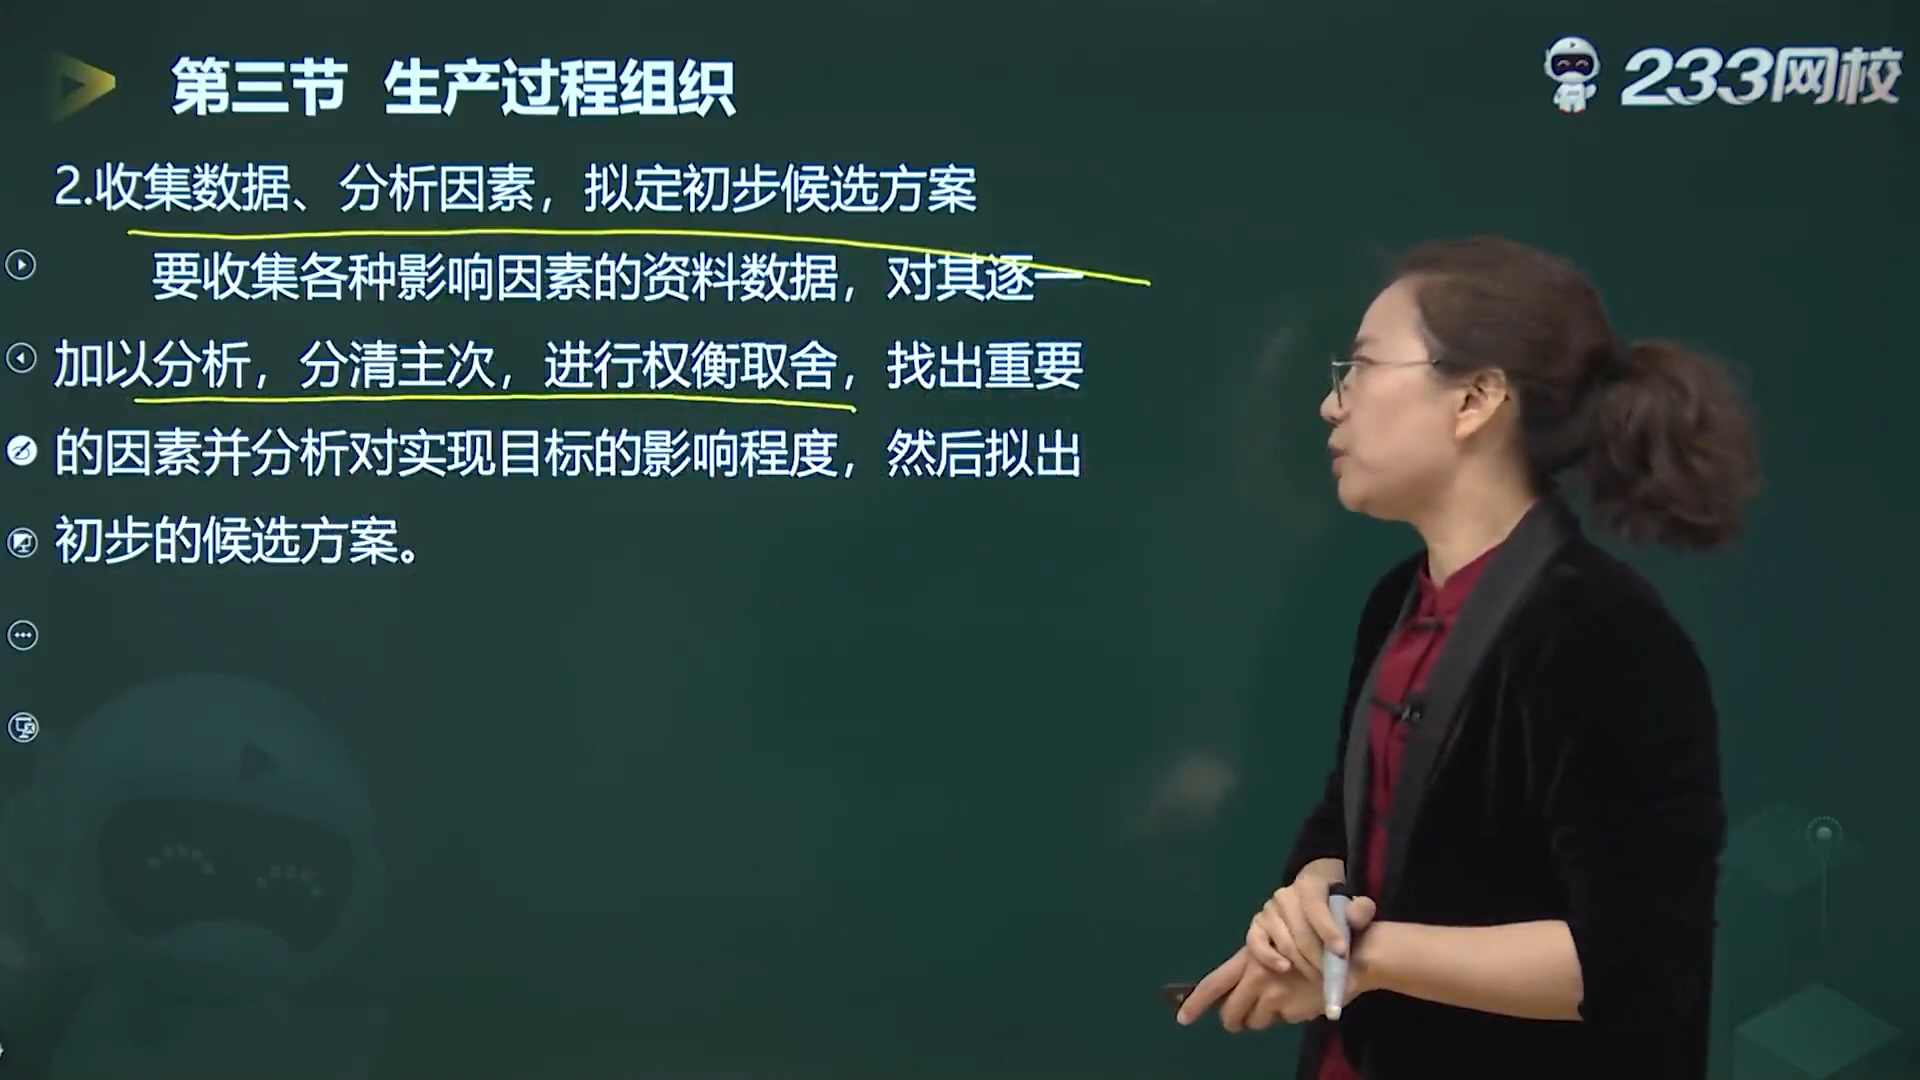 第三节 生产过程组织
233网校
2.收集数据、分析因素，拟定初步候选方案
要收集各种影响因素的资料数据，对其逐一
加以分析，分清主次，进行权衡取舍，找出重要
的因素并分析对实现目标的影响程度，然后拟出
初步的候选方案。